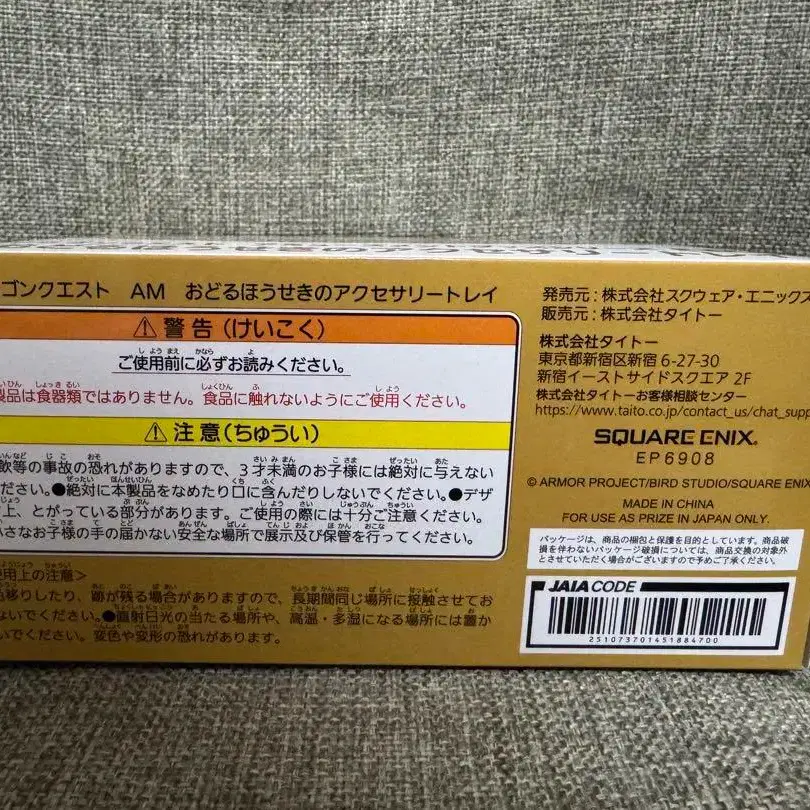 ゴンクエスト AM おどるほうせきのアクセサリートレイ
⚠警告(けいこく)
ご使用前に必ずお読みください。
製品は食器類ではありません。食品に触れないようにご使用ください。
⚠注意(ちゅうい)
飲等の事故の恐れがありますので、3才未満のお子様には絶対に与えない
ださい。●絶対に本製品をなめたり口に含んだりしないでください。●デザ
上、とがっている部分があります。ご使用の際には十分ご注意ください。
さなお子様の手の届かない安全な場所で展示及び保管を行ってください。
用上の注意>
移りしたり、跡が残る場合がありますので、長期間同じ場所に接触させてお
ないでください。●直射日光の当たる場所や、高温・多湿になる場所には置か
いでください。変色や変形の恐れがあります。
発売元:株式会社スクウェア・エニックス
販売元:株式会社タイトー
株式会社タイトー
東京都新宿区新宿 6-27-30
新宿イーストサイドスクエア 2F
株式会社タイトーお客様相談センター
https://www.taito.co.jp/contact_us/chat_supp
SQUARE ENIX.
EP6908
© ARMOR PROJECT/BIRD STUDIO/SQUARE ENIX
MADE IN CHINA
FOR USE AS PRIZE IN JAPAN ONLY.
パッケージは、商品の梱包と保護を目的としています。商品破
損を伴わないパッケージ破損については、商品交換の対象外
とさせていただく場合がございますので予めご了承ください。
JAIA CODE
2510737014518847​00